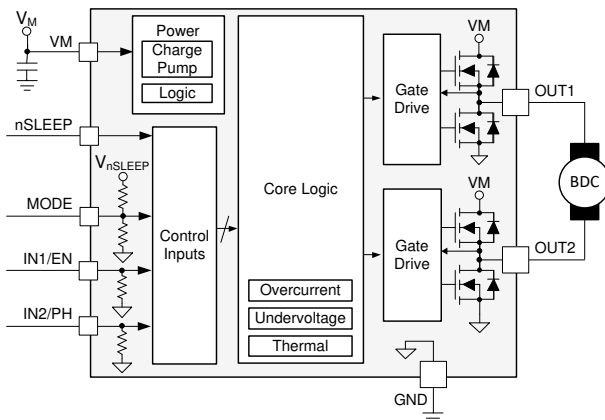 VM
VM
Power
Charge
Pump
Logic
nSLEEP
VnSLEEP
MODE
IN1/EN
IN2/PH
Control
Inputs
Core Logic
Overcurrent
Undervoltage
Thermal
VM
Gate
Drive
OUT1
BDC
VM
Gate
Drive
OUT2
GND